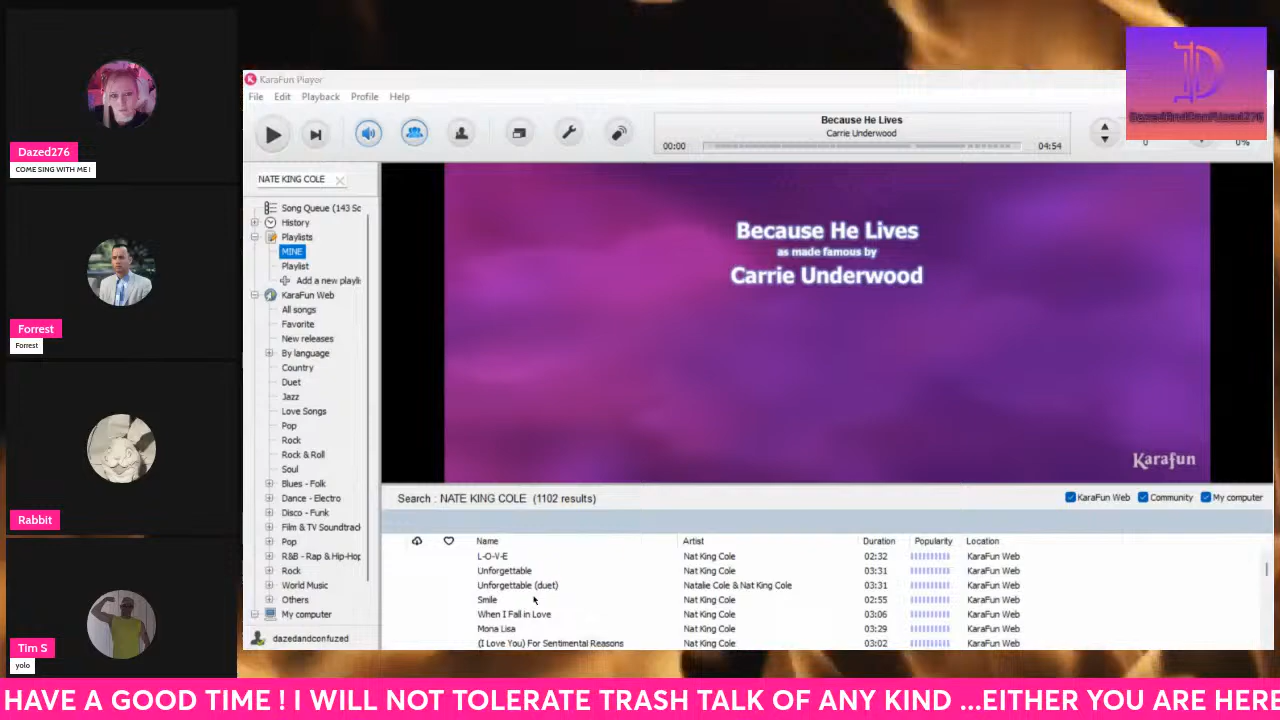 Dazed276
COME SING WITH ME !
Forrest
Forrest
Rabbit
Tim S
yolo
KaraFun Player
File Edit Playback Profile Help
Because He Lives
Carrie Underwood
00:00 04:54
0 0%
DazedAndConfused276
NATE KING COLE
Song Queue (143 Sc
History
Playlists
MINE
Playlist
Add a new playli
KaraFun Web
All songs
Favorite
New releases
By language
Country
Duet
Jazz
Love Songs
Pop
Rock
Rock & Roll
Soul
Blues - Folk
Dance - Electro
Disco - Funk
Film & TV Soundtrac
Pop
R&B - Rap & Hip-Hop
Rock
World Music
Others
My computer
dazedandconfuzed
Because He Lives
as made famous by
Carrie Underwood
Karafun
Search : NATE KING COLE (1102 results)
KaraFun Web Community My computer
Name Artist Duration Popularity Location
L-O-V-E Nat King Cole 02:32 KaraFun Web
Unforgettable Nat King Cole 03:31 KaraFun Web
Unforgettable (duet) Natalie Cole & Nat King Cole 03:31 KaraFun Web
Smile Nat King Cole 02:55 KaraFun Web
When I Fall in Love Nat King Cole 03:06 KaraFun Web
Mona Lisa Nat King Cole 03:29 KaraFun Web
(I Love You) For Sentimental Reasons Nat King Cole 03:02 KaraFun Web
HAVE A GOOD TIME ! I WILL NOT TOLERATE TRASH TALK OF ANY KIND ...EITHER YOU ARE HERE